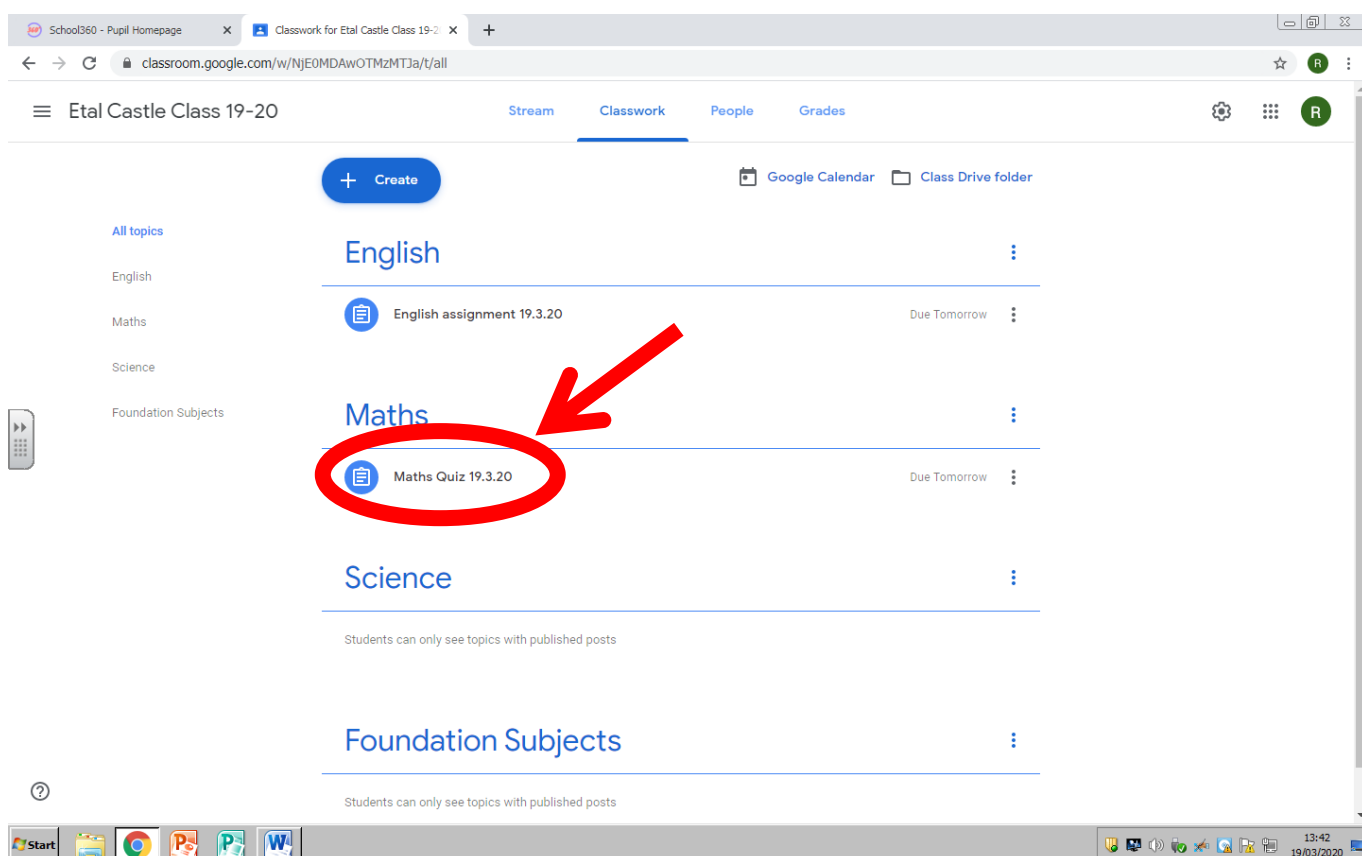 School360 - Pupil Homepage
Classwork for Etal Castle Class 19-2
classroom.google.com/w/NjE0MDAwOTMzMTJa/t/all
R
Etal Castle Class 19-20
Stream Classwork People Grades
R
Create
Google Calendar Class Drive folder
All topics
English
Maths
Science
Foundation Subjects
English
English assignment 19.3.20 Due Tomorrow
Maths
Maths Quiz 19.3.20 Due Tomorrow
Science
Students can only see topics with published posts
Foundation Subjects
Students can only see topics with published posts
Start
13:42
19/03/2020